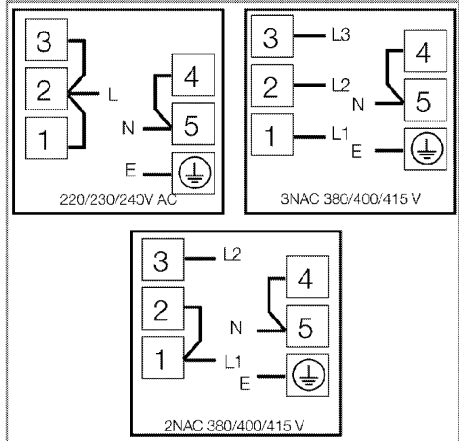 3
2 L
1
4
N 5
E
220/230/240V AC
3 L3
2 L2
1 L1
4
N 5
E
3NAC 380/400/415 V
3 L2
2
1 L1
4
N 5
E
2NAC 380/400/415 V